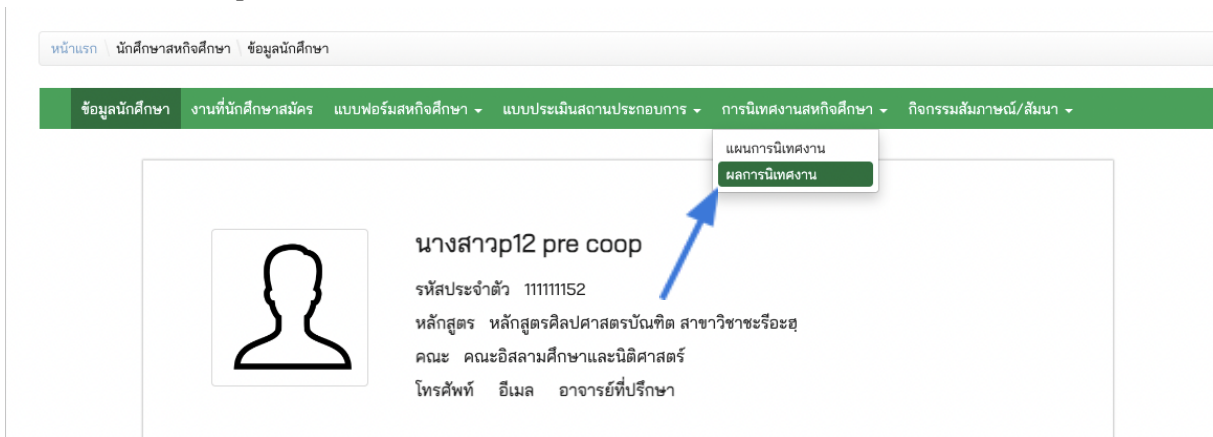 หน้าแรก \ นักศึกษาสหกิจศึกษา \ ข้อมูลนักศึกษา
ข้อมูลนักศึกษา งานที่นักศึกษาสมัคร แบบฟอร์มสหกิจศึกษา แบบประเมินสถานประกอบการ การนิเทศงานสหกิจศึกษา กิจกรรมสัมภาษณ์/สัมนา
แผนการนิเทศงาน
ผลการนิเทศงาน
นางสาวp12 pre coop
รหัสประจำตัว 111111152
หลักสูตร หลักสูตรศิลปศาสตรบัณฑิต สาขาวิชาชะรีอะฮฺ
คณะ คณะอิสลามศึกษาและนิติศาสตร์
โทรศัพท์ อีเมล อาจารย์ที่ปรึกษา